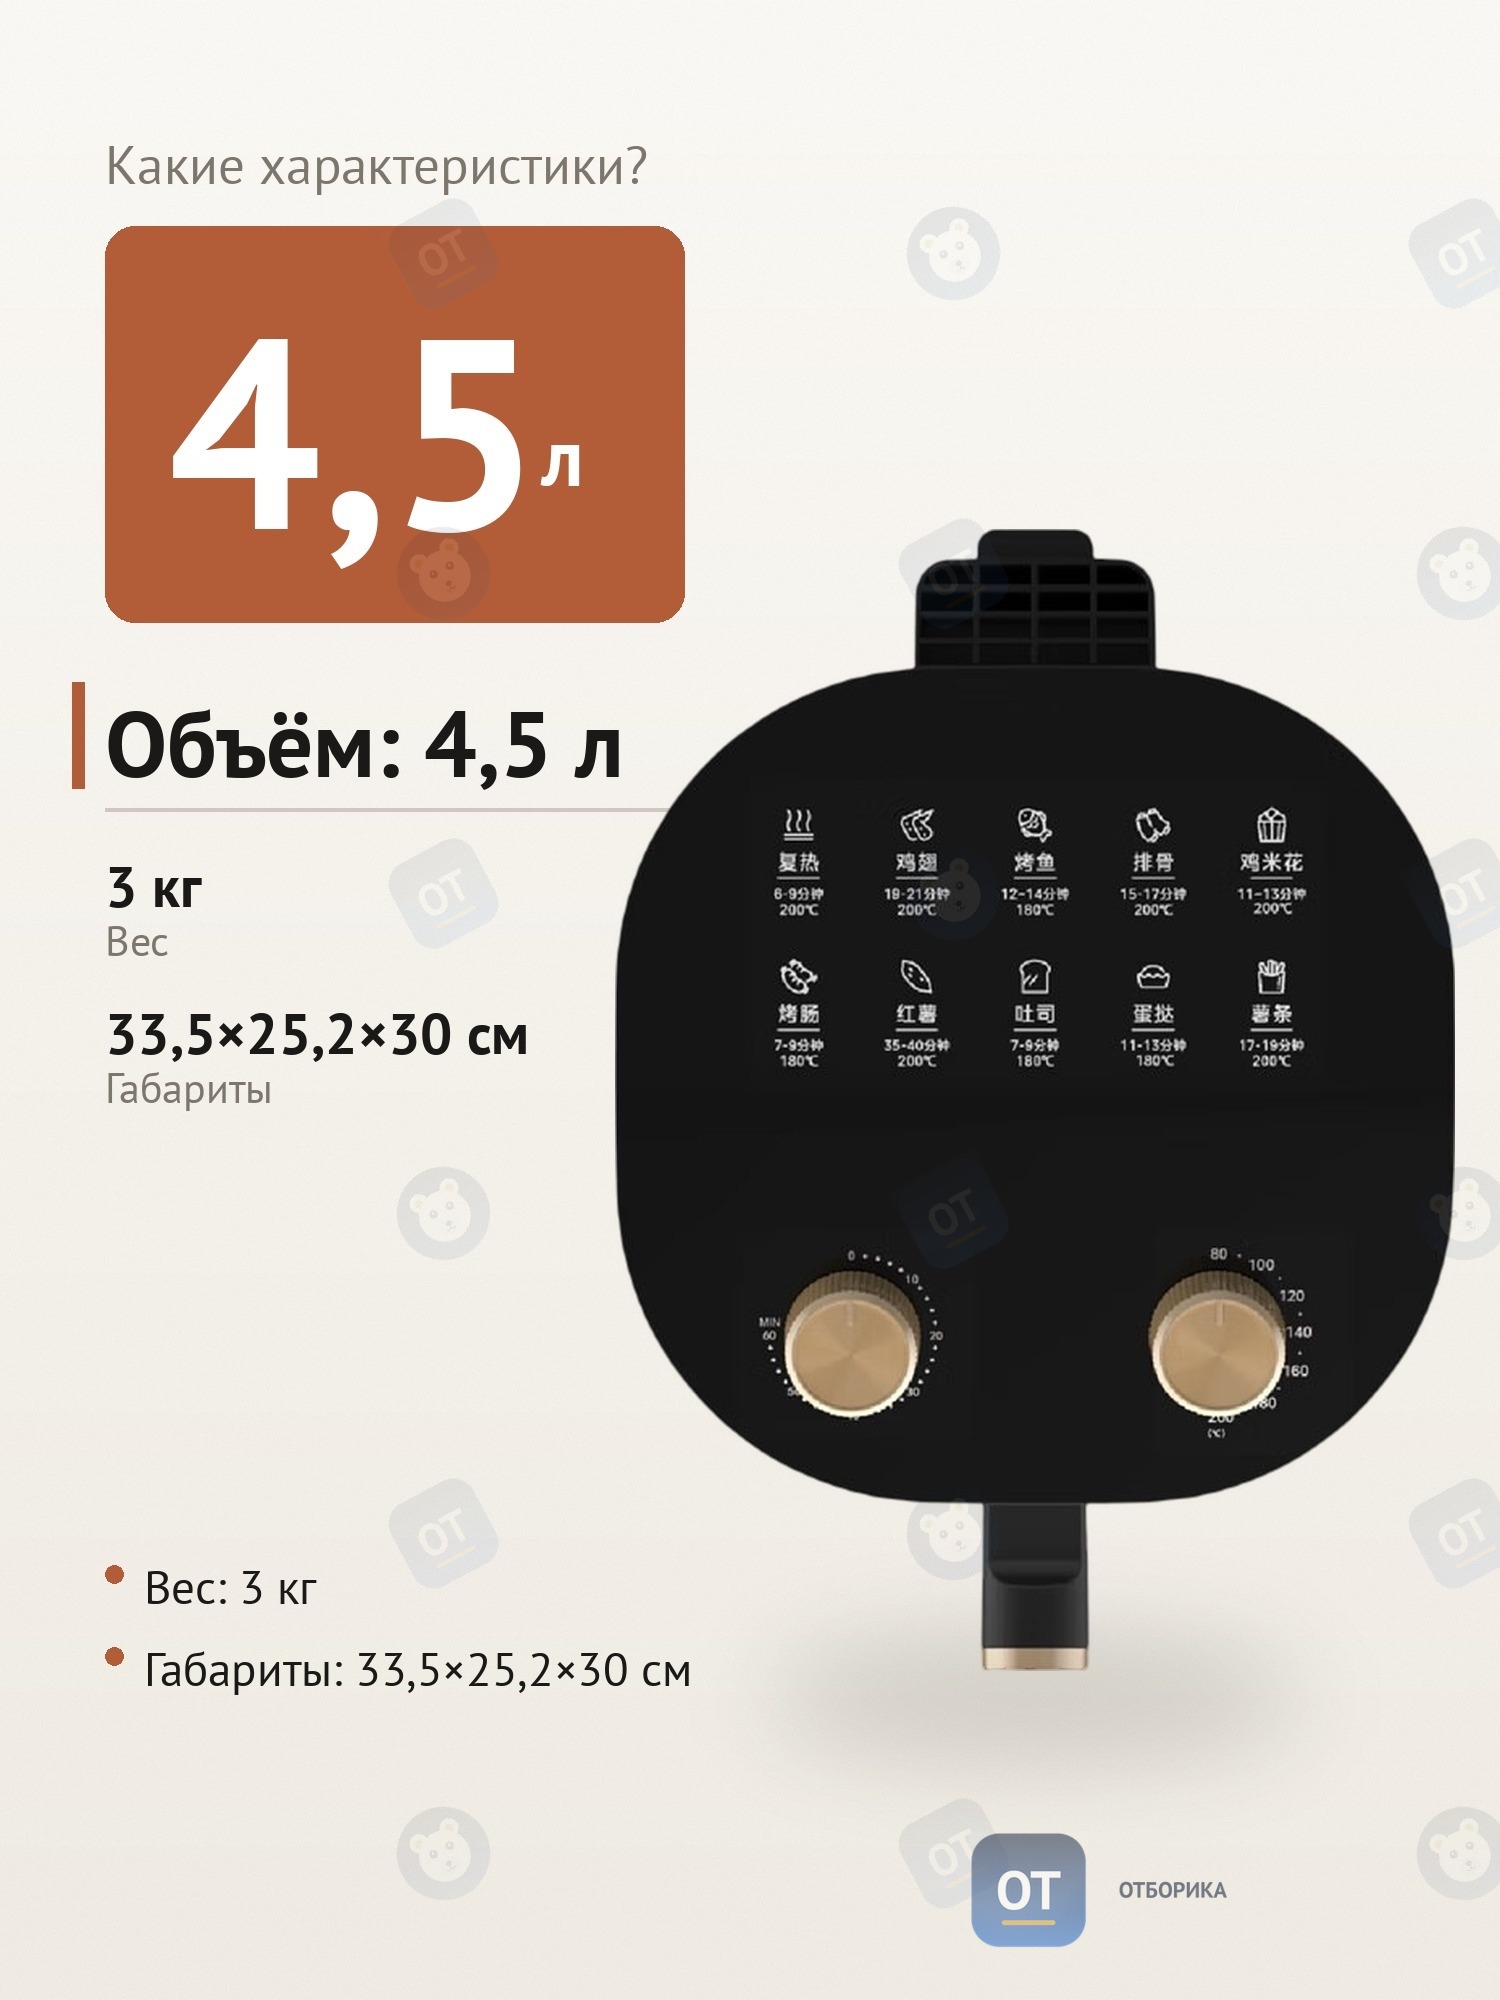 Какие характеристики?
4,5 л
Объём: 4,5 л
3 кг
Вес
33,5×25,2×30 см
Габариты
复热 鸡翅 烤鱼 排骨 鸡米花
6-9分钟 18-21分钟 12-14分钟 15-17分钟 11-13分钟
200℃ 200℃ 180℃ 200℃ 200℃
烤肠 红薯 吐司 蛋挞 薯条
7-9分钟 35-40分钟 7-9分钟 11-13分钟 17-19分钟
180℃ 200℃ 180℃ 180℃ 200℃
0 10 20 30 MIN 60
80 100 120 140 160 200 (℃)
Вес: 3 кг
Габариты: 33,5×25,2×30 см
ОТ ОТБОРИКА